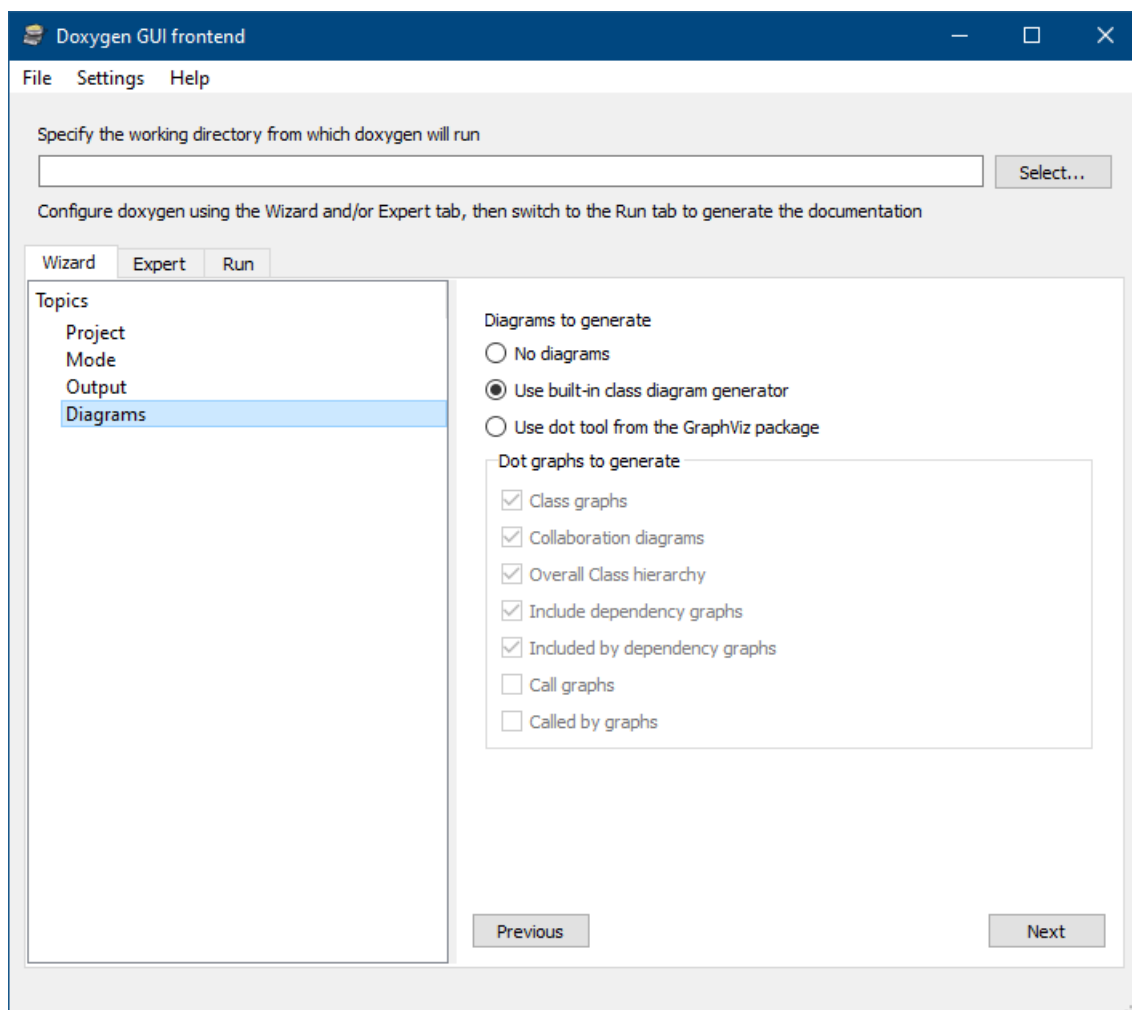 Doxygen GUI frontend
File Settings Help
Specify the working directory from which doxygen will run
Select...
Configure doxygen using the Wizard and/or Expert tab, then switch to the Run tab to generate the documentation
Wizard Expert Run
Topics
Project
Mode
Output
Diagrams
Diagrams to generate
No diagrams
Use built-in class diagram generator
Use dot tool from the GraphViz package
Dot graphs to generate
Class graphs
Collaboration diagrams
Overall Class hierarchy
Include dependency graphs
Included by dependency graphs
Call graphs
Called by graphs
Previous Next